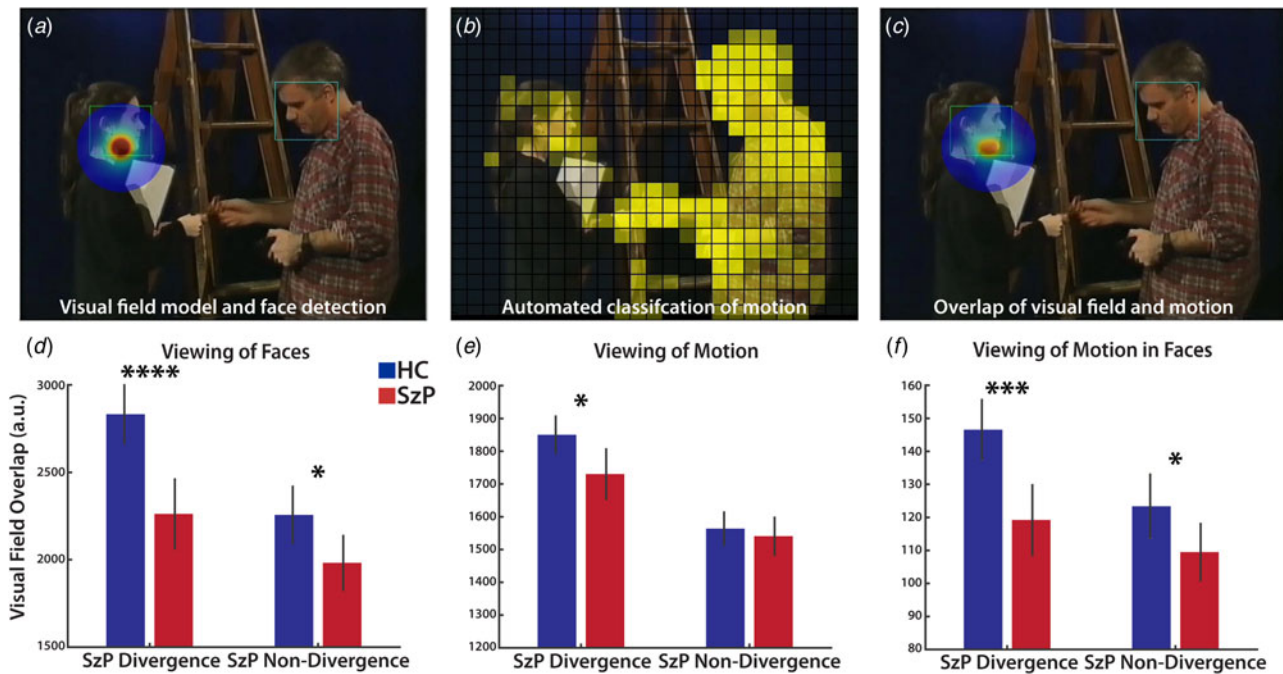 (a)
Visual field model and face detection
(b)
Automated classifcation of motion
(c)
Overlap of visual field and motion
(d)
Viewing of Faces
Visual Field Overlap (a.u.)
3000
2500
2000
1500
****
*
HC
SzP
SzP Divergence
SzP Non-Divergence
(e)
Viewing of Motion
2000
1900
1800
1700
1600
1500
1400
1300
1200
*
SzP Divergence
SzP Non-Divergence
(f)
Viewing of Motion in Faces
160
150
140
130
120
110
100
90
80
***
*
SzP Divergence
SzP Non-Divergence